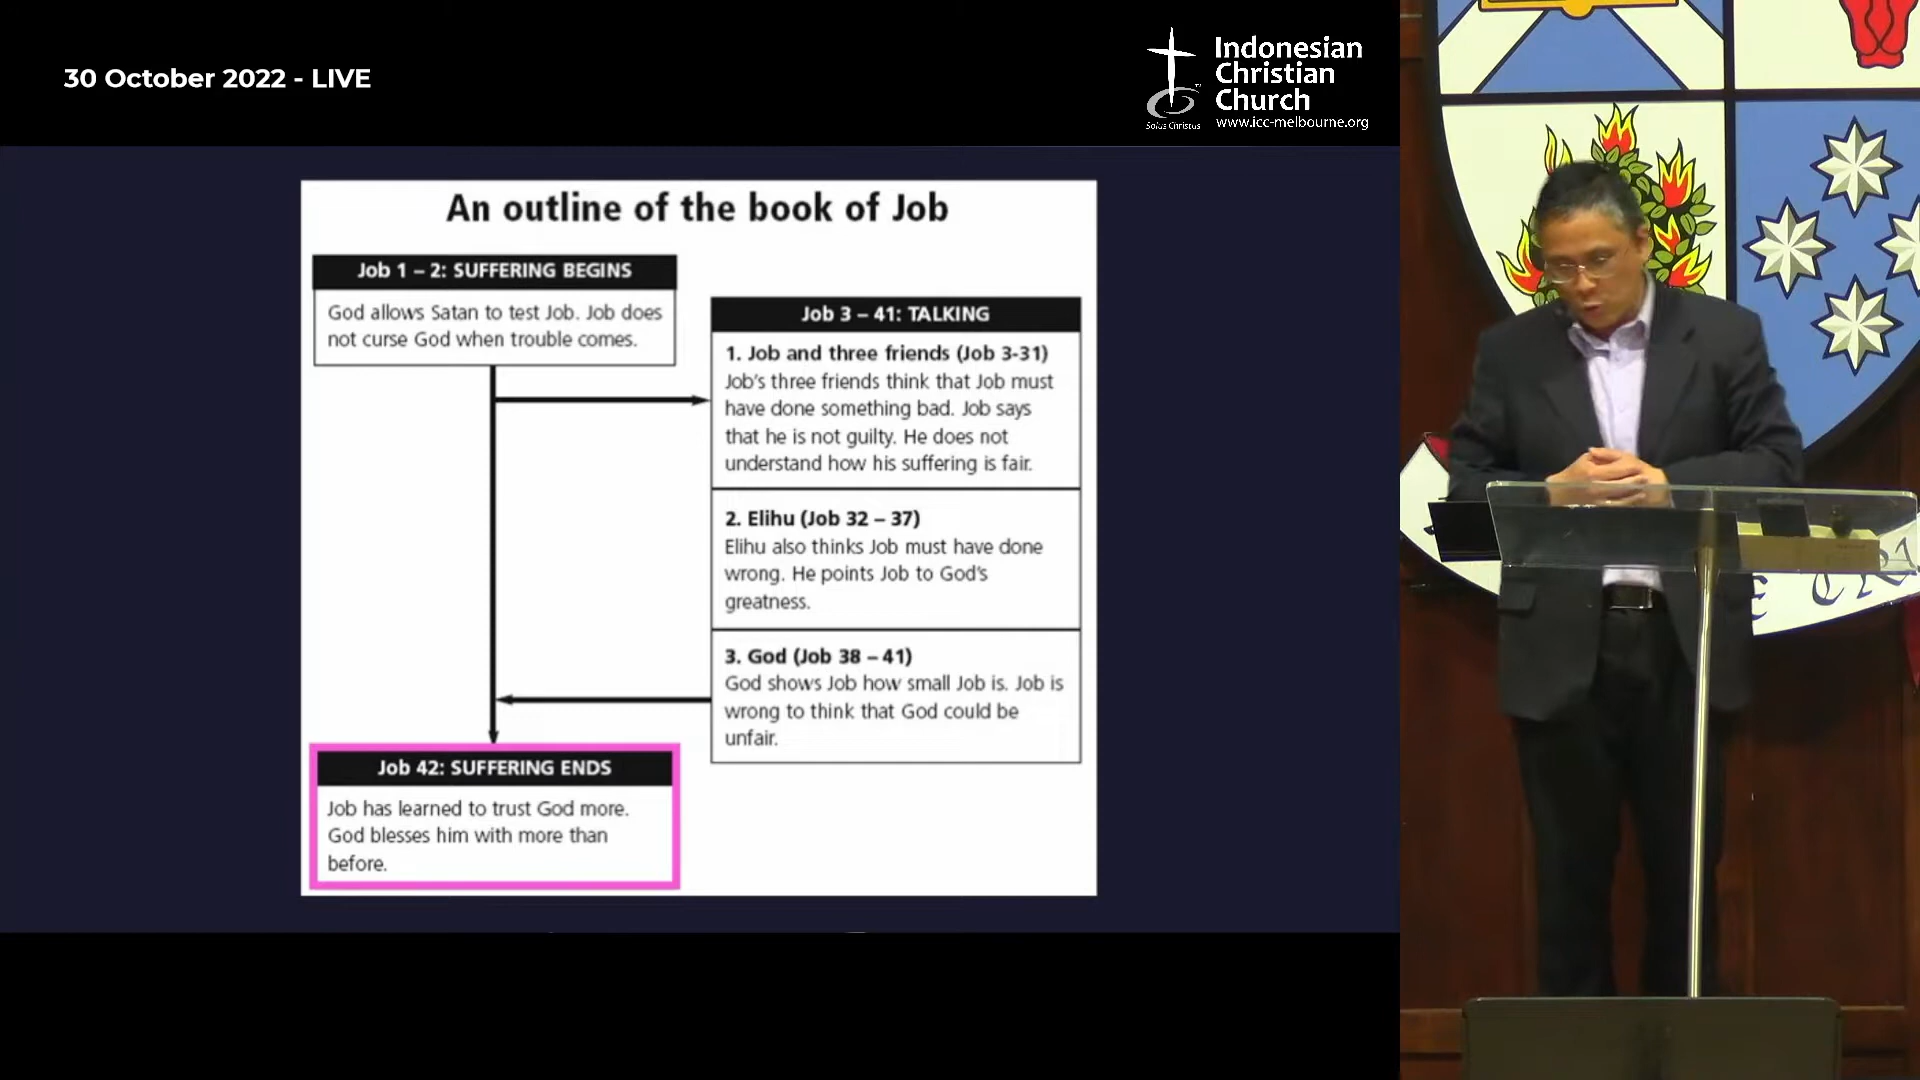 30 October 2022 - LIVE
Indonesian
Christian
Church
Solus Christus
www.icc-melbourne.org
An outline of the book of Job
Job 1 – 2: SUFFERING BEGINS
God allows Satan to test Job. Job does
not curse God when trouble comes.
Job 3 – 41: TALKING
1. Job and three friends (Job 3-31)
Job's three friends think that Job must
have done something bad. Job says
that he is not guilty. He does not
understand how his suffering is fair.
2. Elihu (Job 32 – 37)
Elihu also thinks Job must have done
wrong. He points Job to God's
greatness.
3. God (Job 38 – 41)
God shows Job how small Job is. Job is
wrong to think that God could be
unfair.
Job 42: SUFFERING ENDS
Job has learned to trust God more.
God blesses him with more than
before.